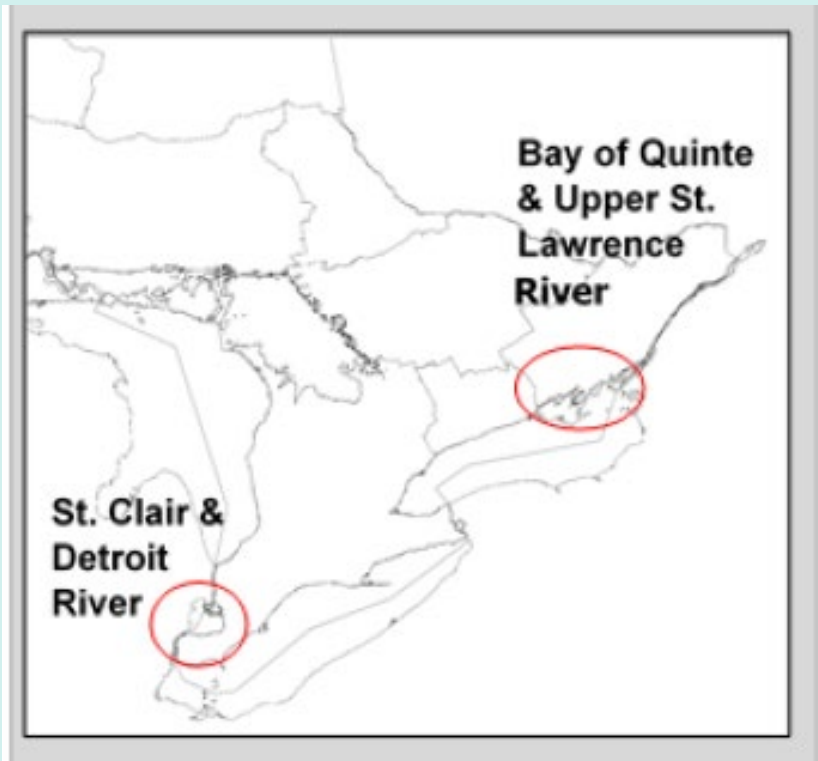 Bay of Quinte
& Upper St.
Lawrence
River
St. Clair &
Detroit
River